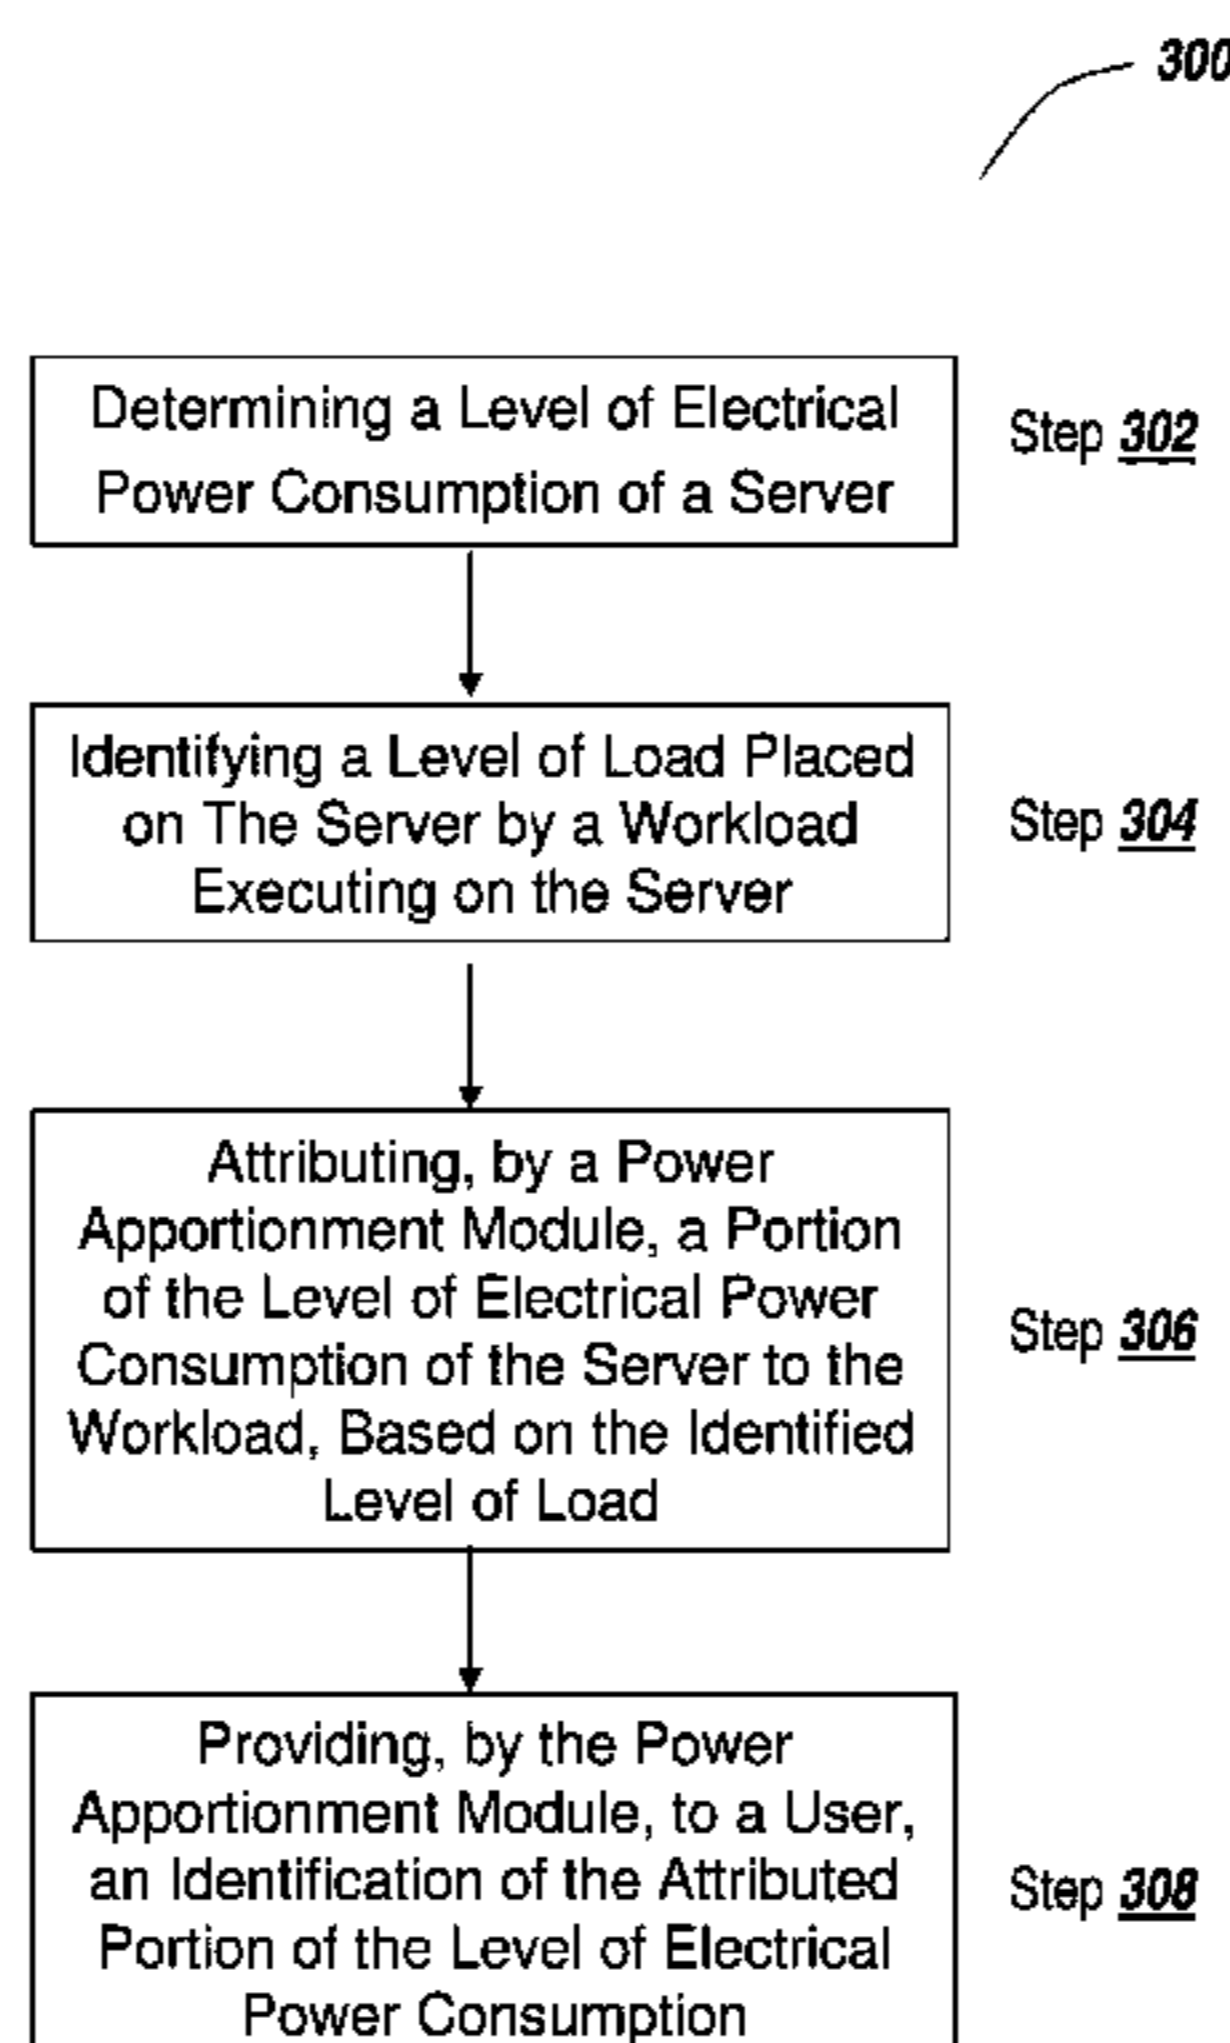 300
Determining a Level of Electrical
Power Consumption of a Server
Step 302
Identifying a Level of Load Placed
on The Server by a Workload
Executing on the Server
Step 304
Attributing, by a Power
Apportionment Module, a Portion
of the Level of Electrical Power
Consumption of the Server to the
Workload, Based on the Identified
Level of Load
Step 306
Providing, by the Power
Apportionment Module, to a User,
an Identification of the Attributed
Portion of the Level of Electrical
Power Consumption
Step 308